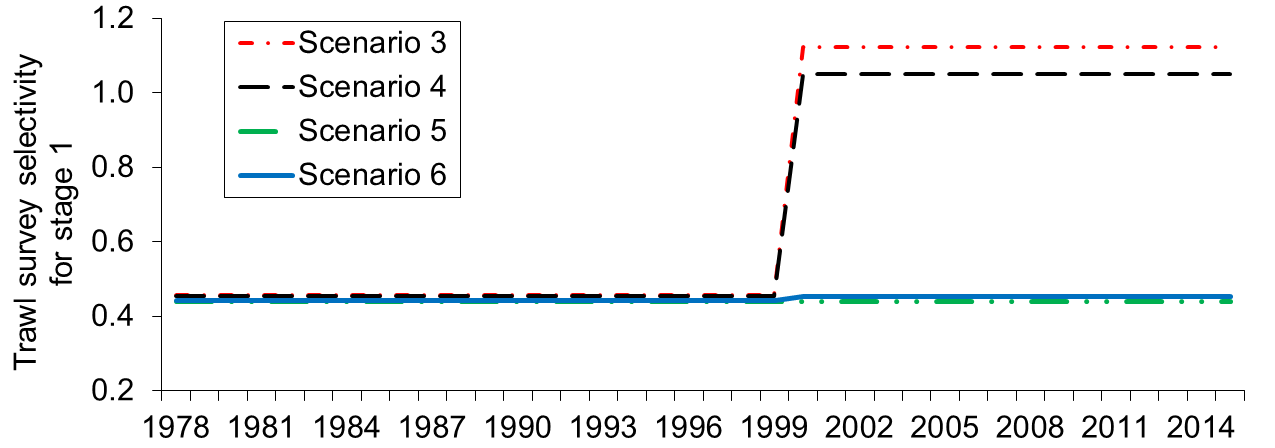 Trawl survey selectivity
for stage 1
1.2
1.0
0.8
0.6
0.4
0.2
Scenario 3
Scenario 4
Scenario 5
Scenario 6
1978 1981 1984 1987 1990 1993 1996 1999 2002 2005 2008 2011 2014